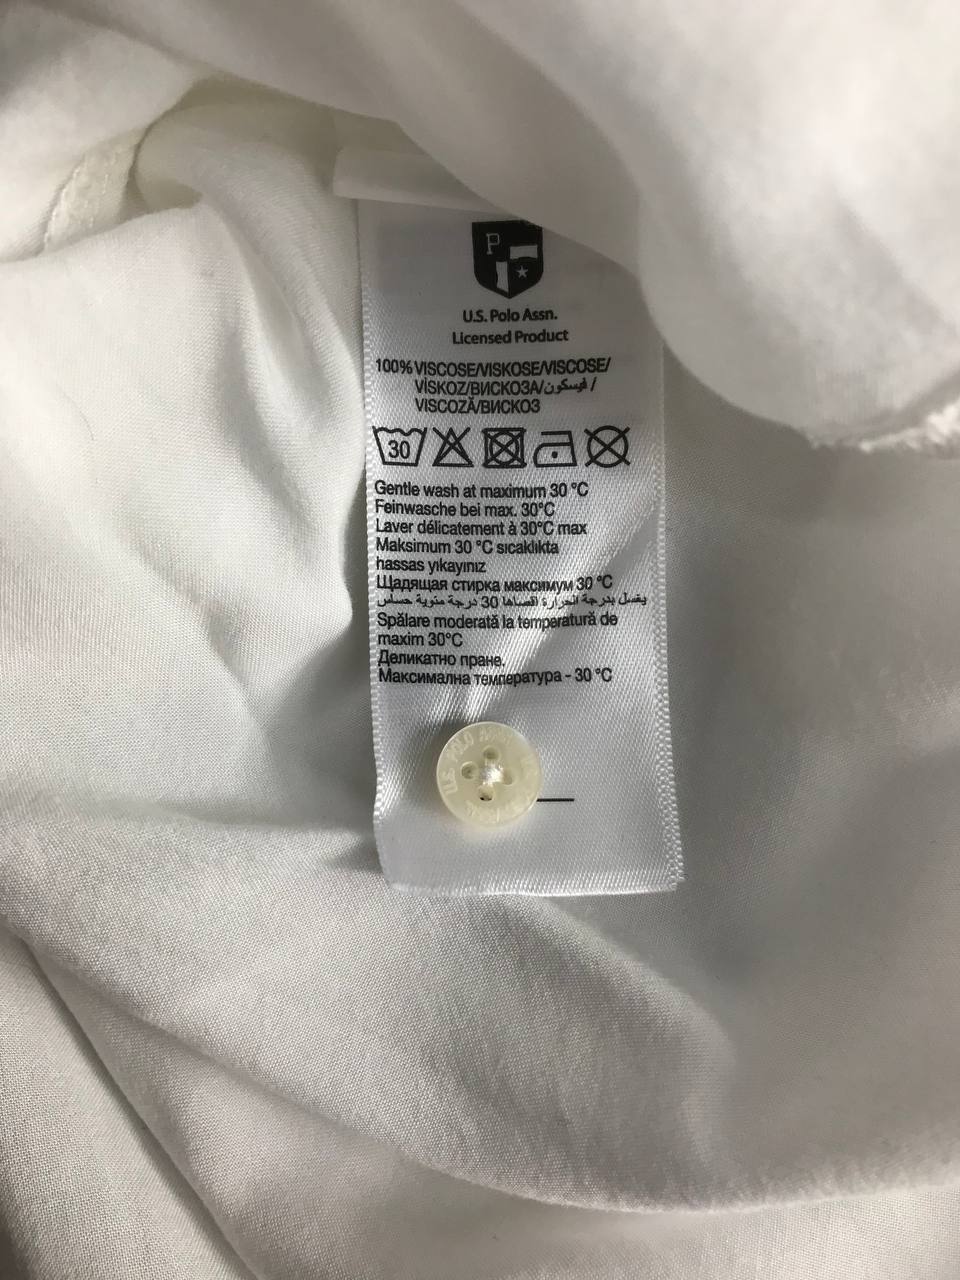 P
U.S. Polo Assn.
Licensed Product
100% VISCOSE/VISKOSE/VISCOSE/
VİSKOZ/ВИСКОЗА/فيسكون /
VISCOZĂ/ВИСКОЗ
30
Gentle wash at maximum 30 °C
Feinwasche bei max. 30°C
Laver délicatement à 30°C max
Maksimum 30 °C sıcaklıkta
hassas yıkayınız
Щадящая стирка максимум 30 °C
يغسل بدرجة الحرارة اقصاها 30 درجة مئوية حساس
Spălare moderată la temperatură de
maxim 30°C
Деликатно пране.
Максимална температура - 30 °C
U.S. POLO ASSN.